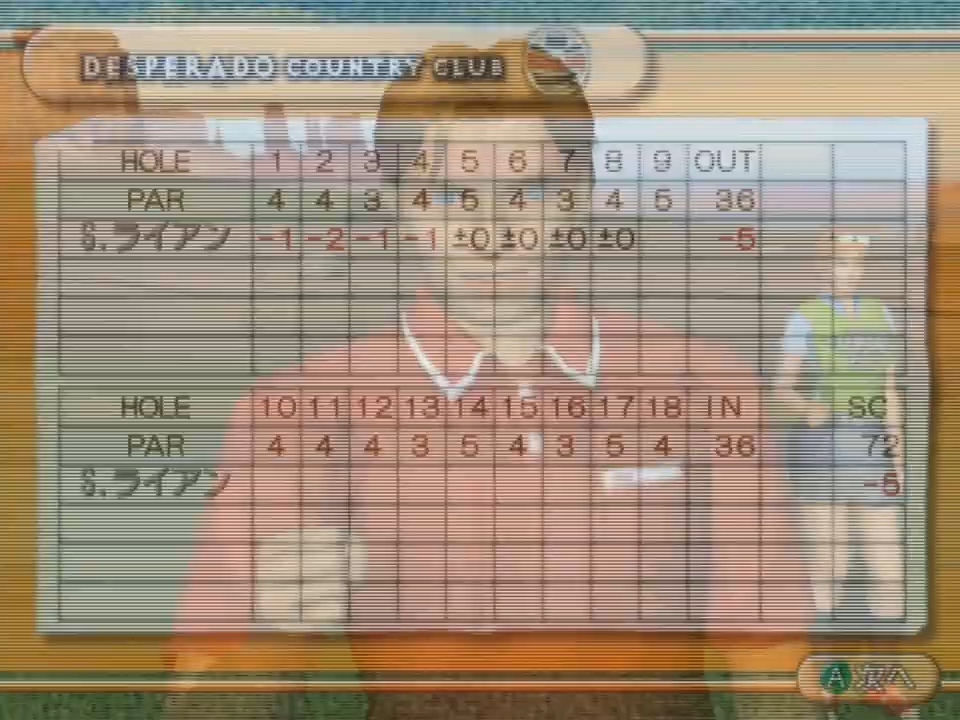 DESPERADO COUNTRY CLUB
HOLE 1 2 3 4 5 6 7 8 9 OUT
PAR 4 4 3 4 5 4 3 4 5 36
S.ライアン -1 -2 -1 -1 ±0 ±0 ±0 ±0 -5
HOLE 10 11 12 13 14 15 16 17 18 IN SC
PAR 4 4 4 3 5 4 3 5 4 36 72
S.ライアン -5
A 次へ